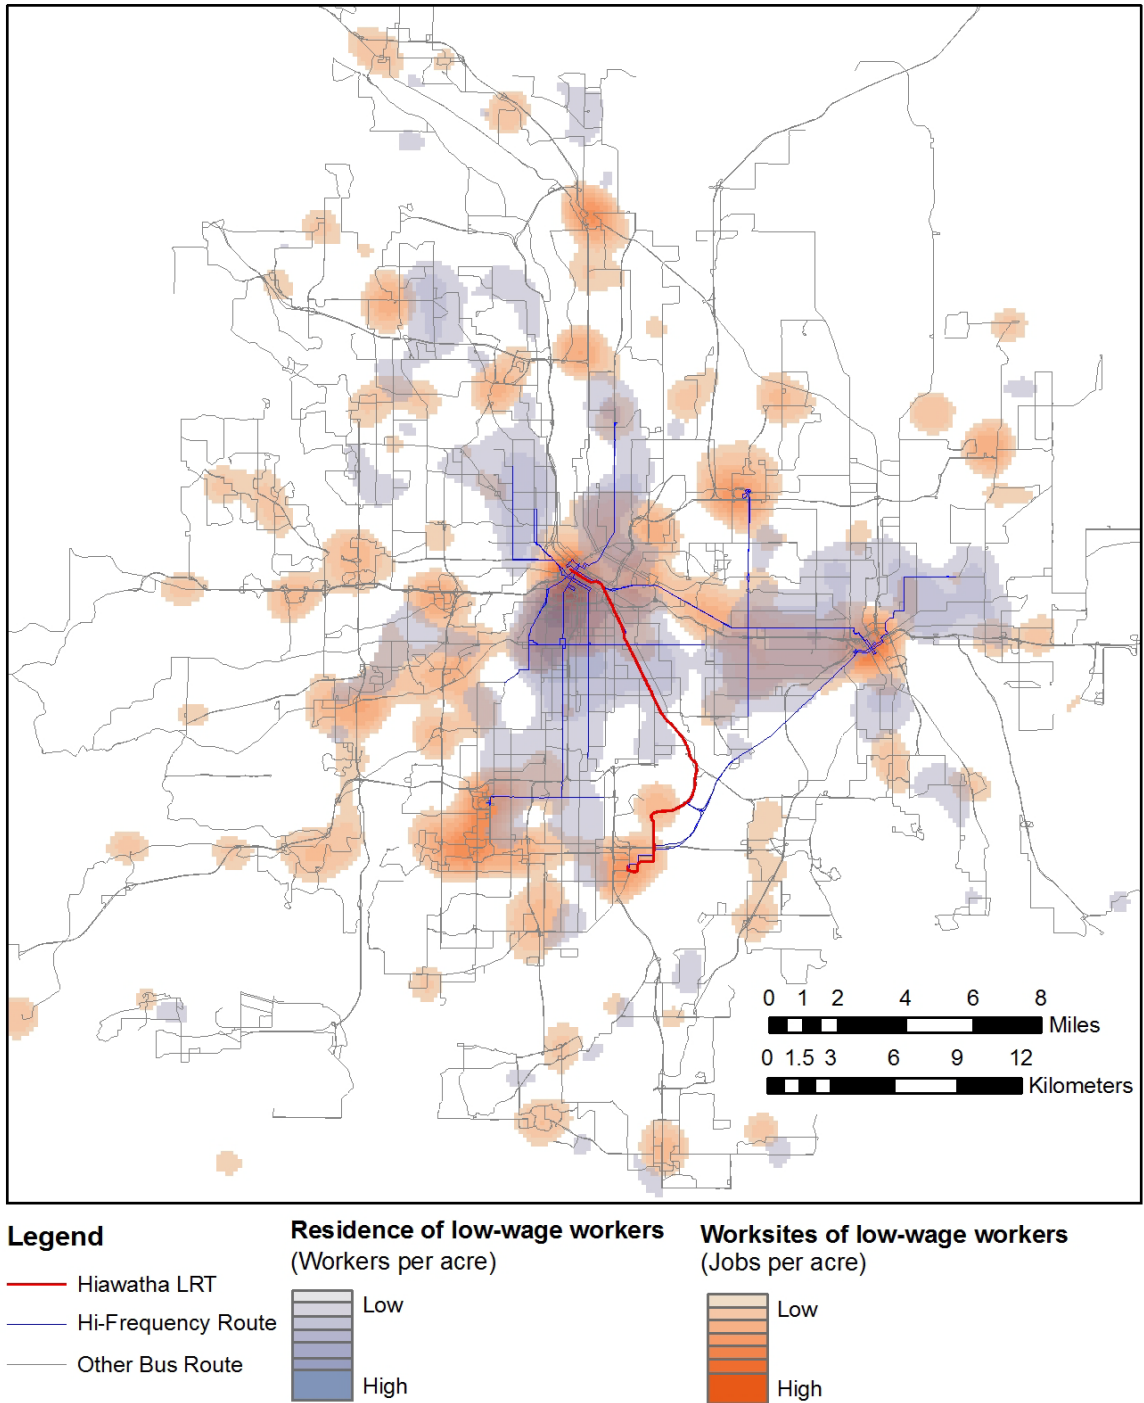 0 1 2 4 6 8
Miles
0 1.5 3 6 9 12
Kilometers
Legend
Hiawatha LRT
Hi-Frequency Route
Other Bus Route
Residence of low-wage workers
(Workers per acre)
Low
High
Worksites of low-wage workers
(Jobs per acre)
Low
High